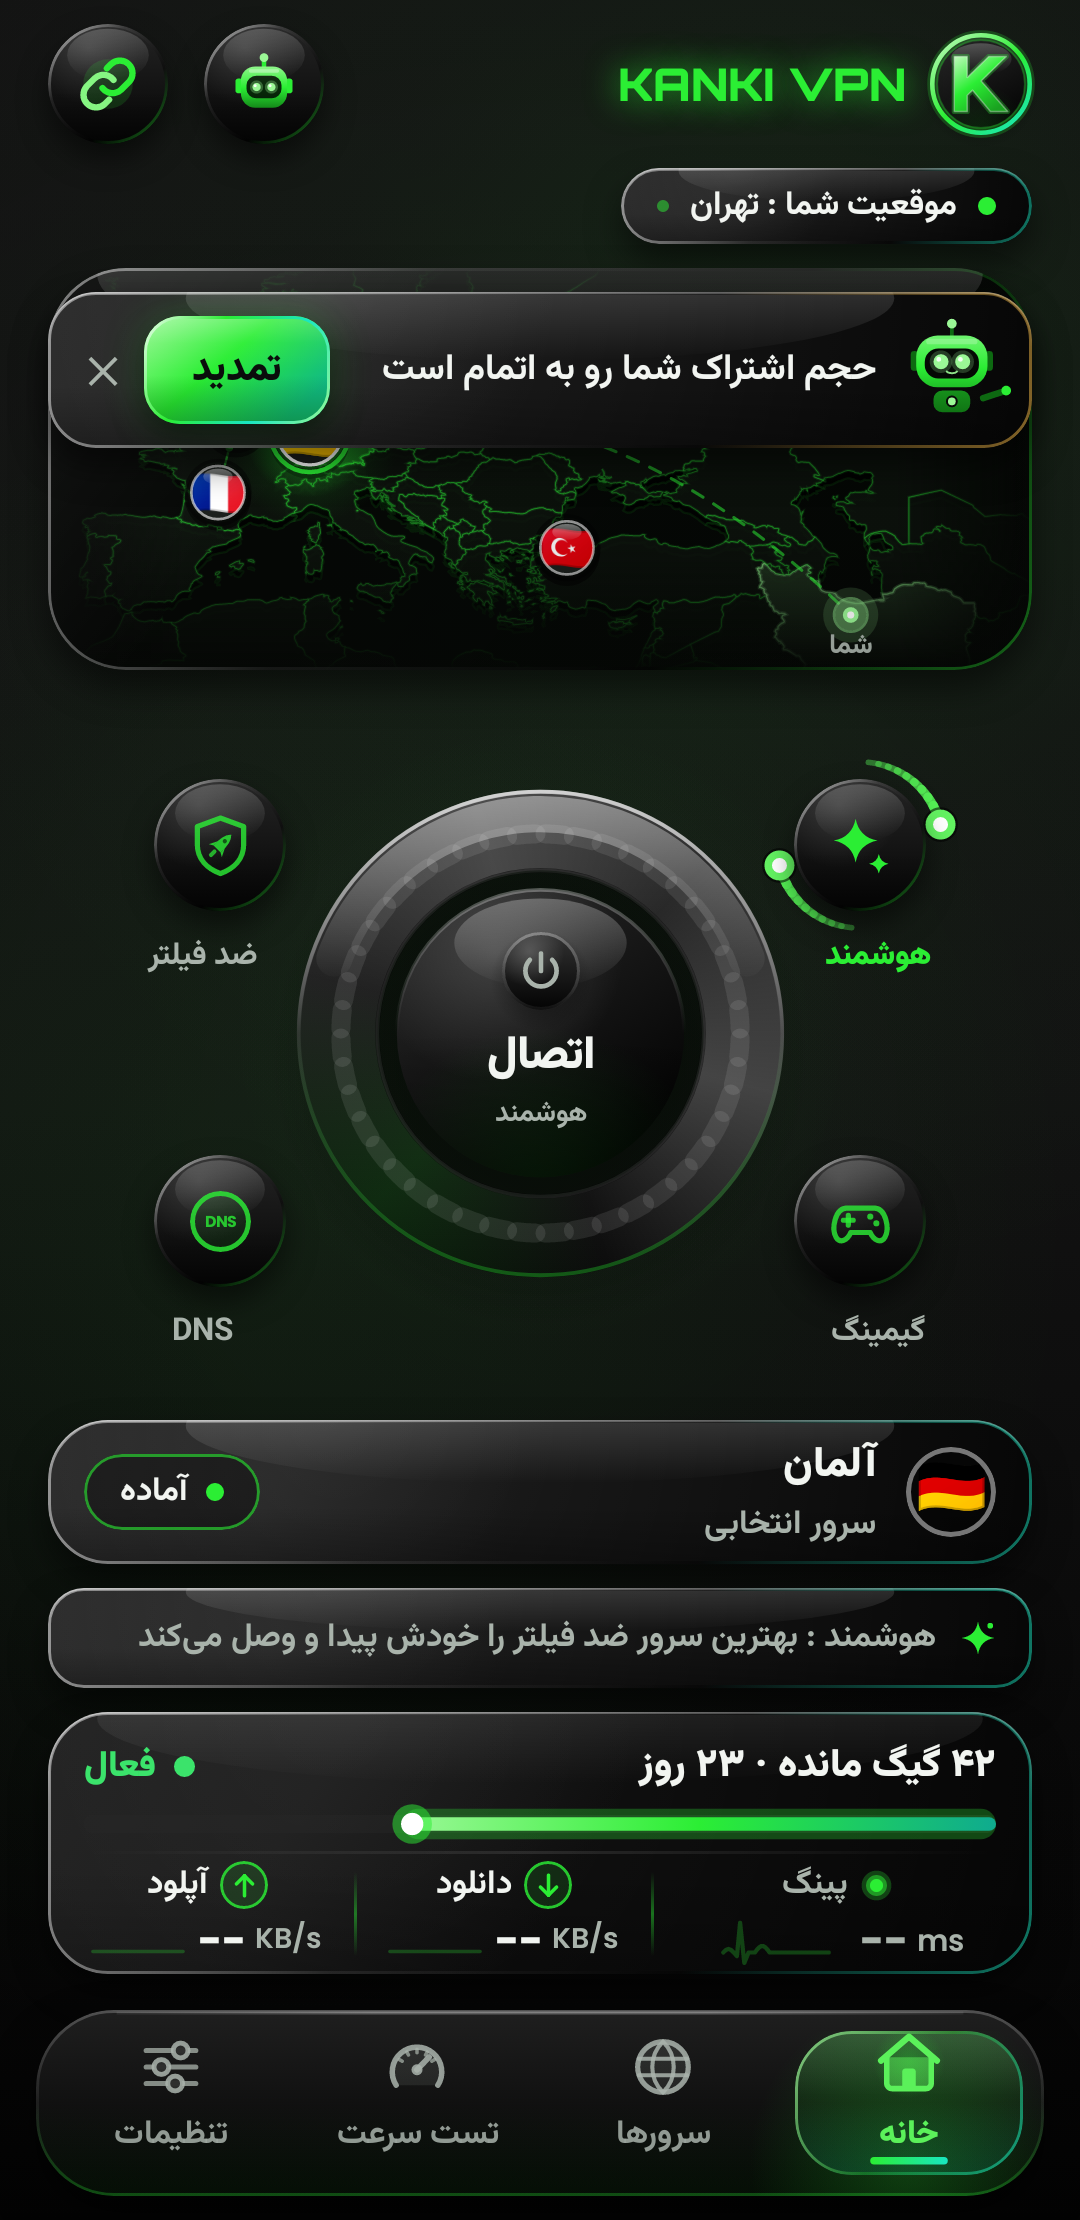 KANKI VPN
K
موقعیت شما : تهران
حجم اشتراک شما رو به اتمام است
تمدید
شما
هوشمند
ضد فیلتر
اتصال
هوشمند
گیمینگ
DNS
DNS
آلمان
سرور انتخابی
آماده
هوشمند : بهترین سرور ضد فیلتر را خودش پیدا و وصل می‌کند
۴۲ گیگ مانده · ۲۳ روز
فعال
پینگ
-- ms
دانلود
-- KB/s
آپلود
-- KB/s
خانه
سرورها
تست سرعت
تنظیمات